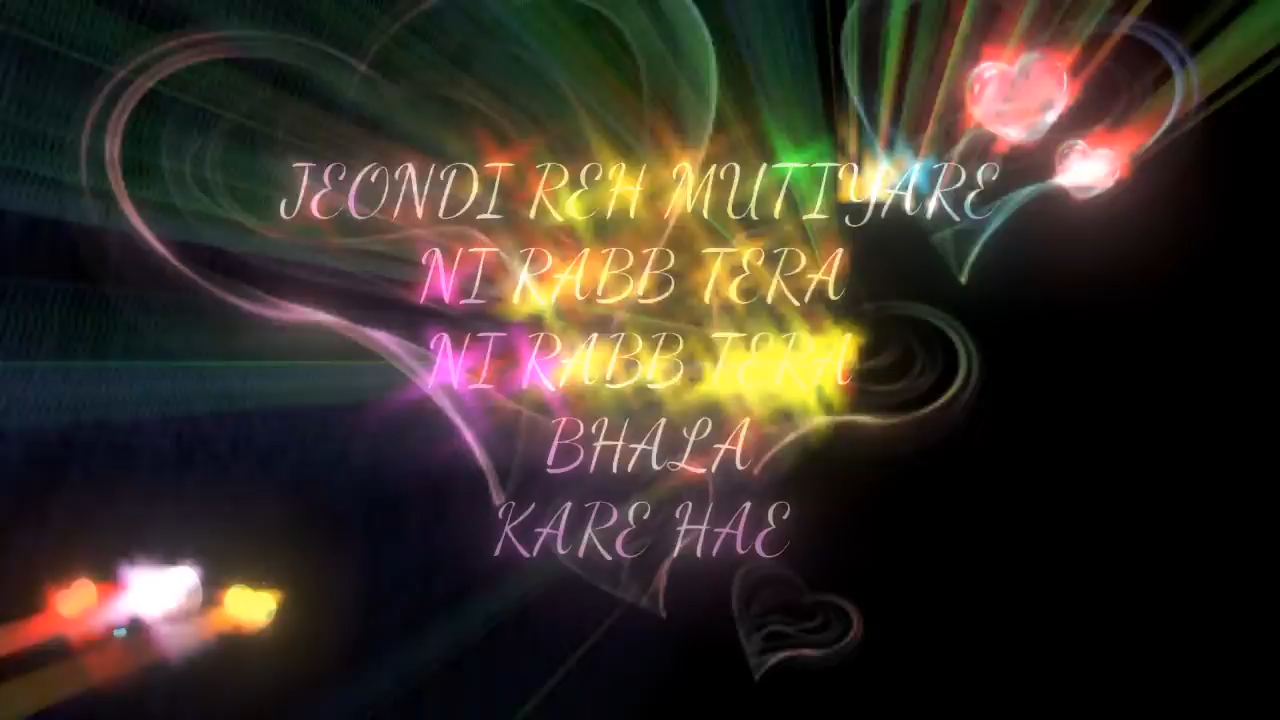 JEONDI REH MUTIYARE
NI RABB TERA
NI RABB TERA
BHALA
KARE HAE